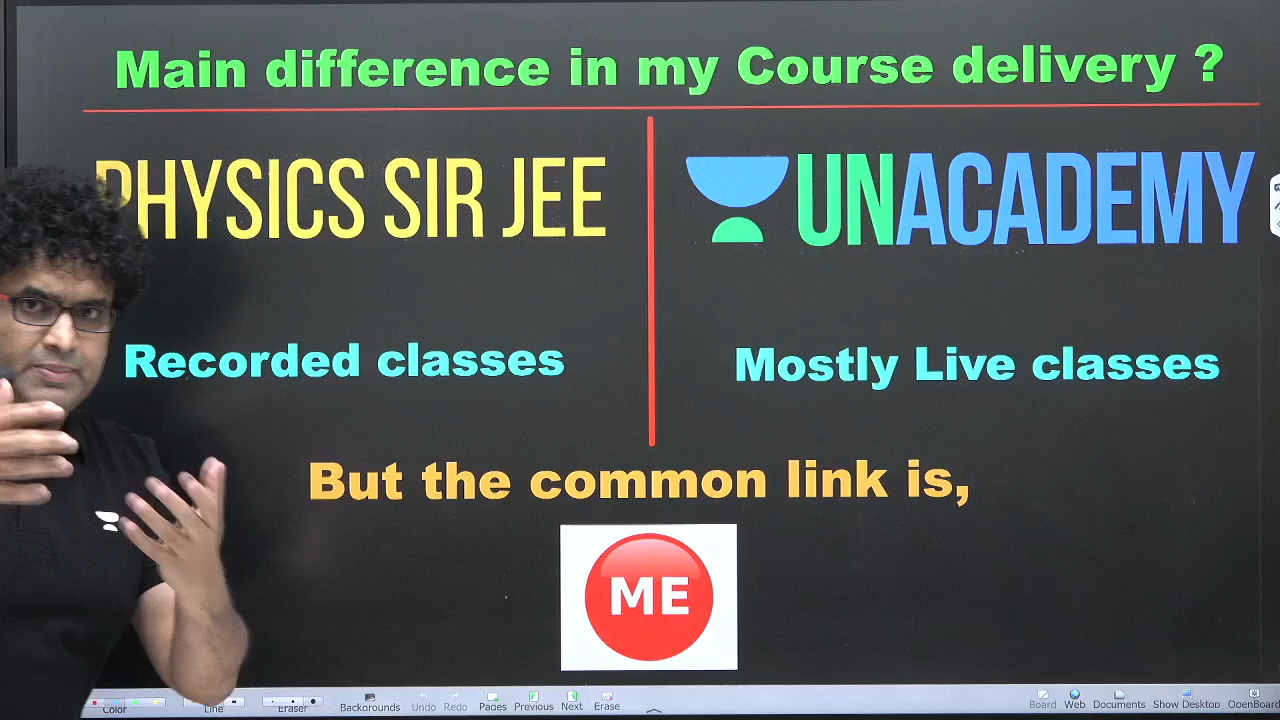 Main difference in my Course delivery ?
PHYSICS SIR JEE
UNACADEMY
Recorded classes
Mostly Live classes
But the common link is,
ME
Color
Line
Eraser
Backgrounds
Undo
Redo
Pages
Previous
Next
Erase
Board
Web
Documents
Show Desktop
OpenBoard